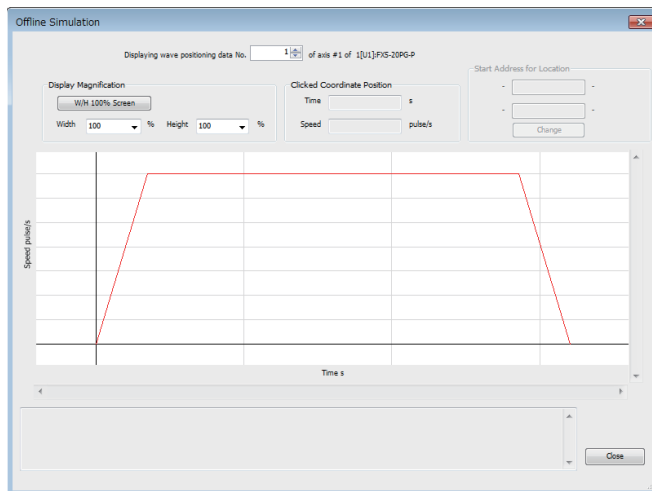 Offline Simulation
Displaying wave positioning data No. 1 of axis #1 of 1[U1]:FX5-20PG-P
Start Address for Location
Display Magnification
Clicked Coordinate Position
W/H 100% Screen
Time s
- -
- -
Width 100 % Height 100 %
Speed pulse/s
Change
Speed pulse/s
Time s
Close